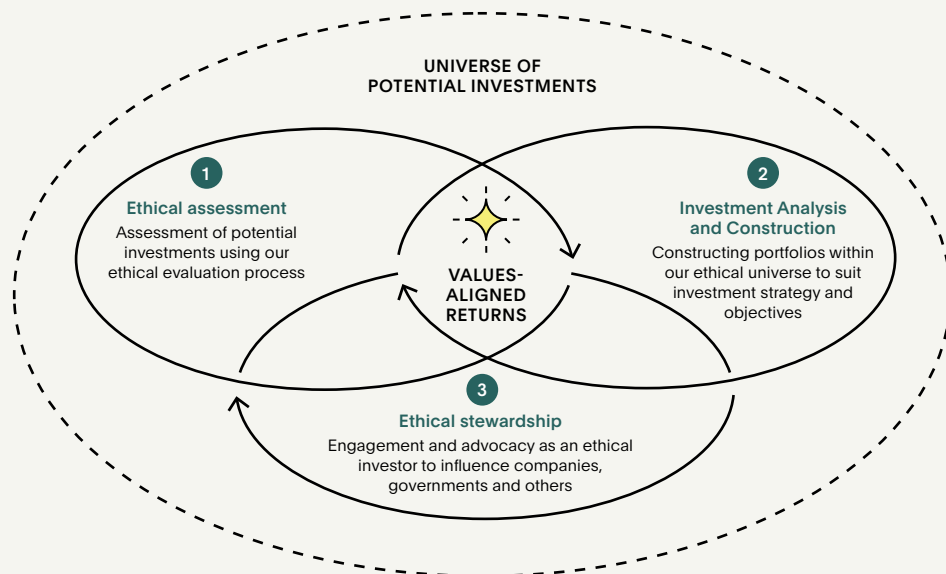 UNIVERSE OF
POTENTIAL INVESTMENTS
1
Ethical assessment
Assessment of potential
investments using our
ethical evaluation process
2
Investment Analysis
and Construction
Constructing portfolios within
our ethical universe to suit
investment strategy and
objectives
VALUES-
ALIGNED
RETURNS
3
Ethical stewardship
Engagement and advocacy as an ethical
investor to influence companies,
governments and others